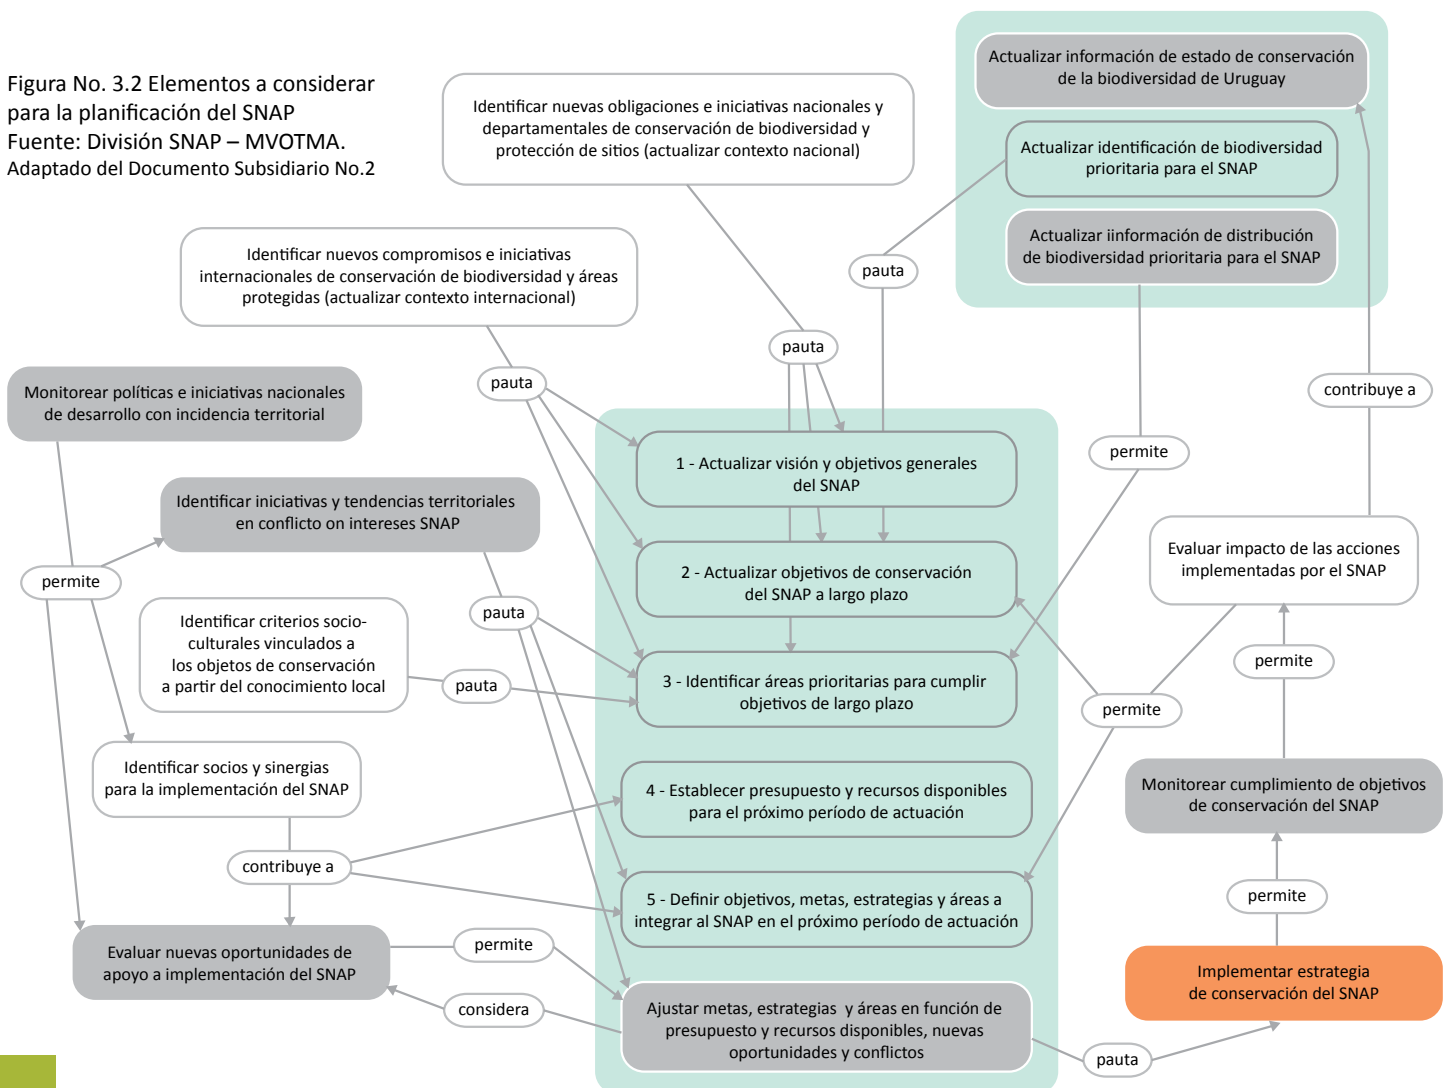 Figura No. 3.2 Elementos a considerar
para la planificación del SNAP
Fuente: División SNAP – MVOTMA.
Adaptado del Documento Subsidiario No.2
Identificar nuevas obligaciones e iniciativas nacionales y
departamentales de conservación de biodiversidad y
protección de sitios (actualizar contexto nacional)
Actualizar información de estado de conservación
de la biodiversidad de Uruguay
Actualizar identificación de biodiversidad
prioritaria para el SNAP
Actualizar iinformación de distribución
de biodiversidad prioritaria para el SNAP
Identificar nuevos compromisos e iniciativas
internacionales de conservación de biodiversidad y áreas
protegidas (actualizar contexto internacional)
pauta
pauta
pauta
contribuye a
Monitorear políticas e iniciativas nacionales
de desarrollo con incidencia territorial
permite
1 - Actualizar visión y objetivos generales
del SNAP
Identificar iniciativas y tendencias territoriales
en conflicto on intereses SNAP
permite
2 - Actualizar objetivos de conservación
del SNAP a largo plazo
Evaluar impacto de las acciones
implementadas por el SNAP
Identificar criterios socio-
culturales vinculados a
los objetos de conservación
a partir del conocimiento local
pauta
pauta
3 - Identificar áreas prioritarias para cumplir
objetivos de largo plazo
permite
permite
Identificar socios y sinergias
para la implementación del SNAP
4 - Establecer presupuesto y recursos disponibles
para el próximo período de actuación
Monitorear cumplimiento de objetivos
de conservación del SNAP
contribuye a
5 - Definir objetivos, metas, estrategias y áreas a
integrar al SNAP en el próximo período de actuación
permite
Evaluar nuevas oportunidades de
apoyo a implementación del SNAP
permite
considera
Ajustar metas, estrategias y áreas en función de
presupuesto y recursos disponibles, nuevas
oportunidades y conflictos
Implementar estrategia
de conservación del SNAP
pauta